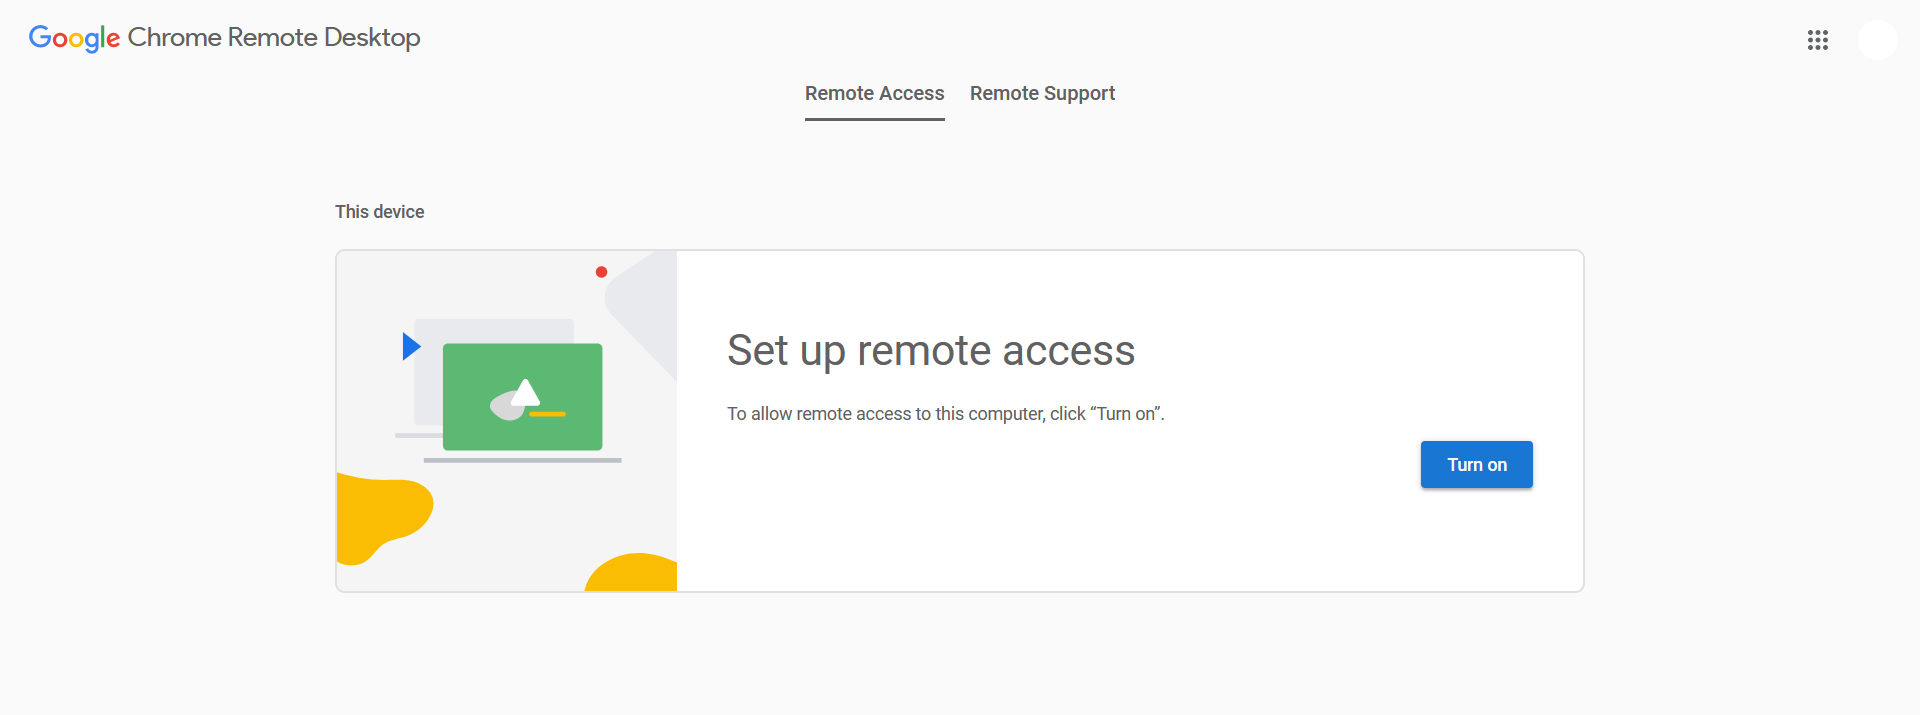 Google Chrome Remote Desktop
Remote Access Remote Support
This device
Set up remote access
To allow remote access to this computer, click “Turn on”.
Turn on